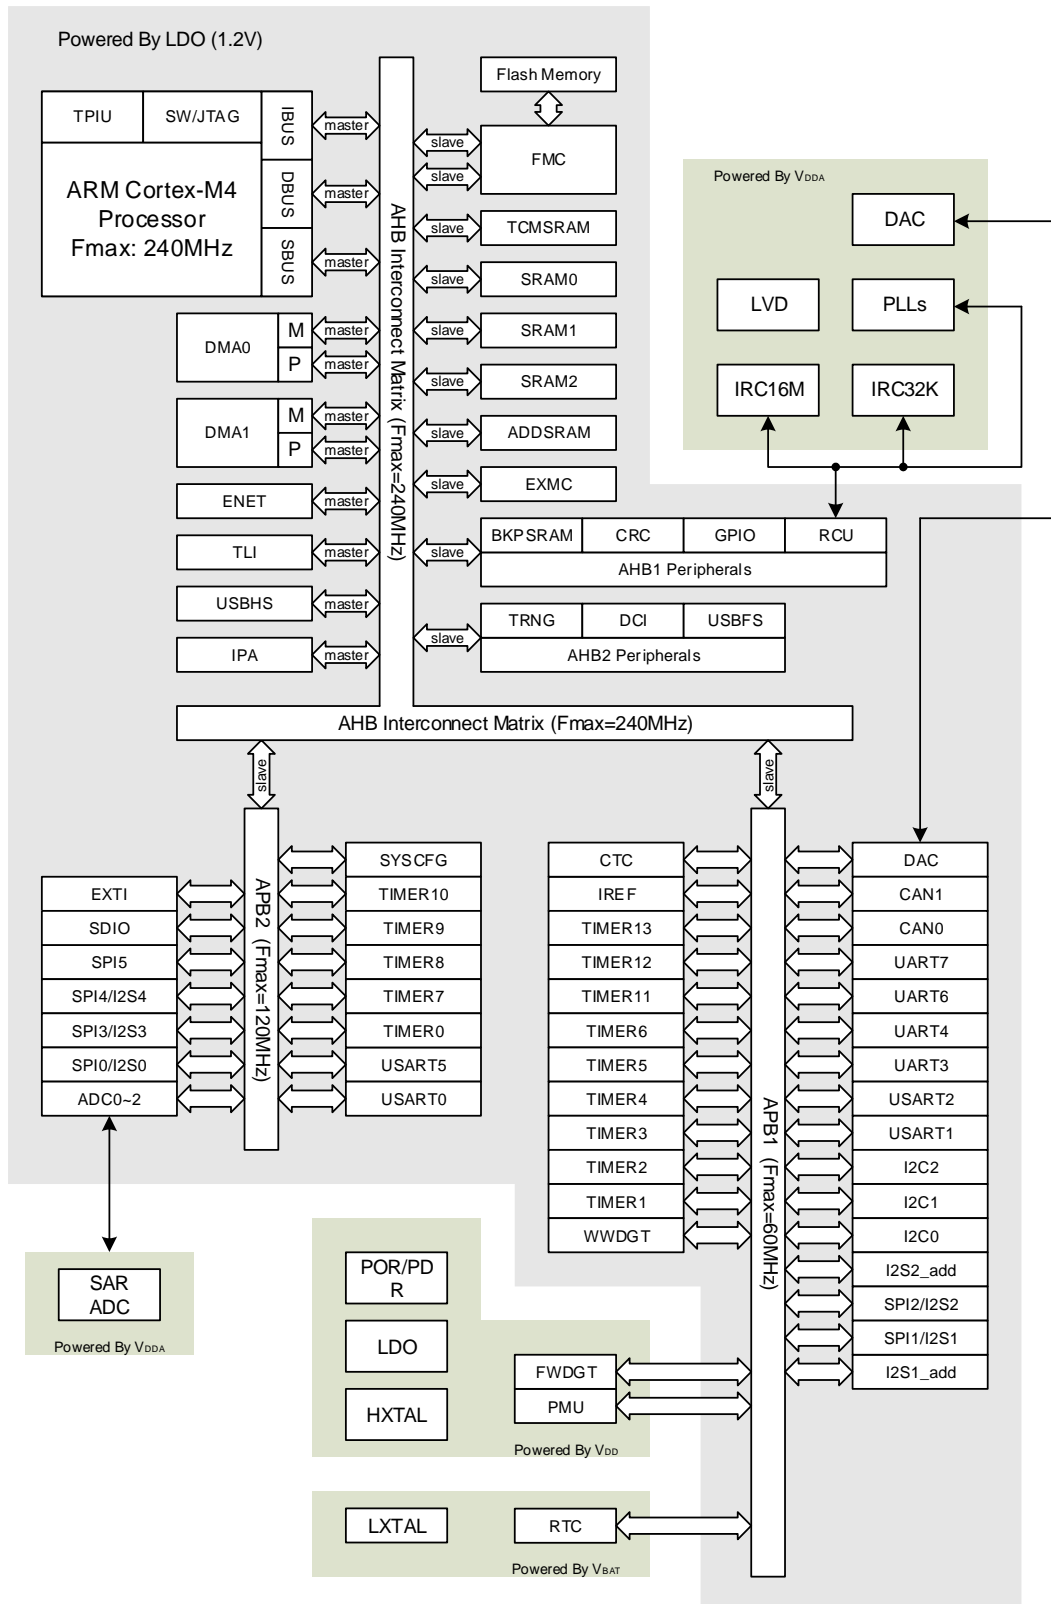 Powered By LDO (1.2V)
TPIU
SW/JTAG
IBUS
DBUS
SBUS
ARM Cortex-M4
Processor
Fmax: 240MHz
master
master
master
DMA0
M
P
master
master
DMA1
M
P
master
master
ENET
master
TLI
master
USBHS
master
IPA
master
AHB Interconnect Matrix (Fmax=240MHz)
Flash Memory
slave
slave
FMC
slave
TCMSRAM
slave
SRAM0
slave
SRAM1
slave
SRAM2
slave
ADDSRAM
slave
EXMC
slave
BKPSRAM
CRC
GPIO
RCU
AHB1 Peripherals
slave
TRNG
DCI
USBFS
AHB2 Peripherals
Powered By VDDA
DAC
LVD
PLLs
IRC16M
IRC32K
AHB Interconnect Matrix (Fmax=240MHz)
slave
slave
APB2 (Fmax=120MHz)
EXTI
SDIO
SPI5
SPI4/I2S4
SPI3/I2S3
SPI0/I2S0
ADC0~2
SYSCFG
TIMER10
TIMER9
TIMER8
TIMER7
TIMER0
USART5
USART0
SAR
ADC
Powered By VDDA
APB1 (Fmax=60MHz)
CTC
IREF
TIMER13
TIMER12
TIMER11
TIMER6
TIMER5
TIMER4
TIMER3
TIMER2
TIMER1
WWDGT
DAC
CAN1
CAN0
UART7
UART6
UART4
UART3
USART2
USART1
I2C2
I2C1
I2C0
I2S2_add
SPI2/I2S2
SPI1/I2S1
I2S1_add
POR/PD
R
LDO
HXTAL
FWDGT
PMU
Powered By VDD
LXTAL
RTC
Powered By VBAT